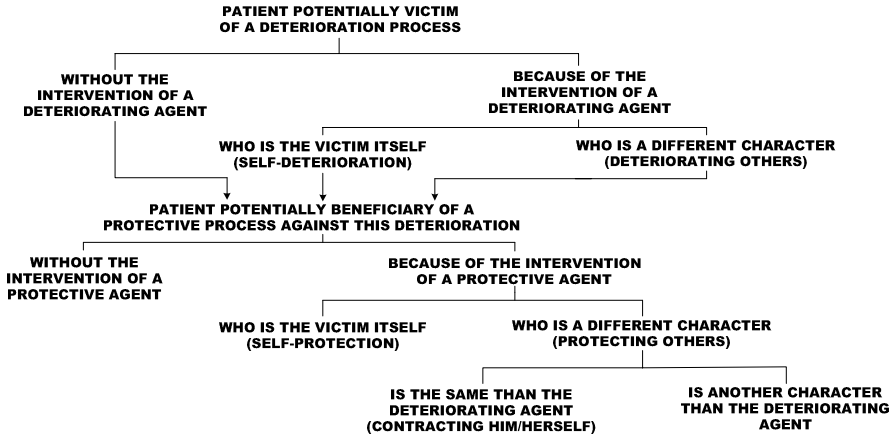 PATIENT POTENTIALLY VICTIM
OF A DETERIORATION PROCESS
WITHOUT THE
INTERVENTION OF A
DETERIORATING AGENT
BECAUSE OF THE
INTERVENTION OF A
DETERIORATING AGENT
WHO IS THE VICTIM ITSELF
(SELF-DETERIORATION)
WHO IS A DIFFERENT CHARACTER
(DETERIORATING OTHERS)
PATIENT POTENTIALLY BENEFICIARY OF A
PROTECTIVE PROCESS AGAINST THIS DETERIORATION
WITHOUT THE
INTERVENTION OF A
PROTECTIVE AGENT
BECAUSE OF THE INTERVENTION
OF A PROTECTIVE AGENT
WHO IS THE VICTIM ITSELF
(SELF-PROTECTION)
WHO IS A DIFFERENT CHARACTER
(PROTECTING OTHERS)
IS THE SAME THAN THE
DETERIORATING AGENT
(CONTRACTING HIM/HERSELF)
IS ANOTHER CHARACTER
THAN THE DETERIORATING
AGENT